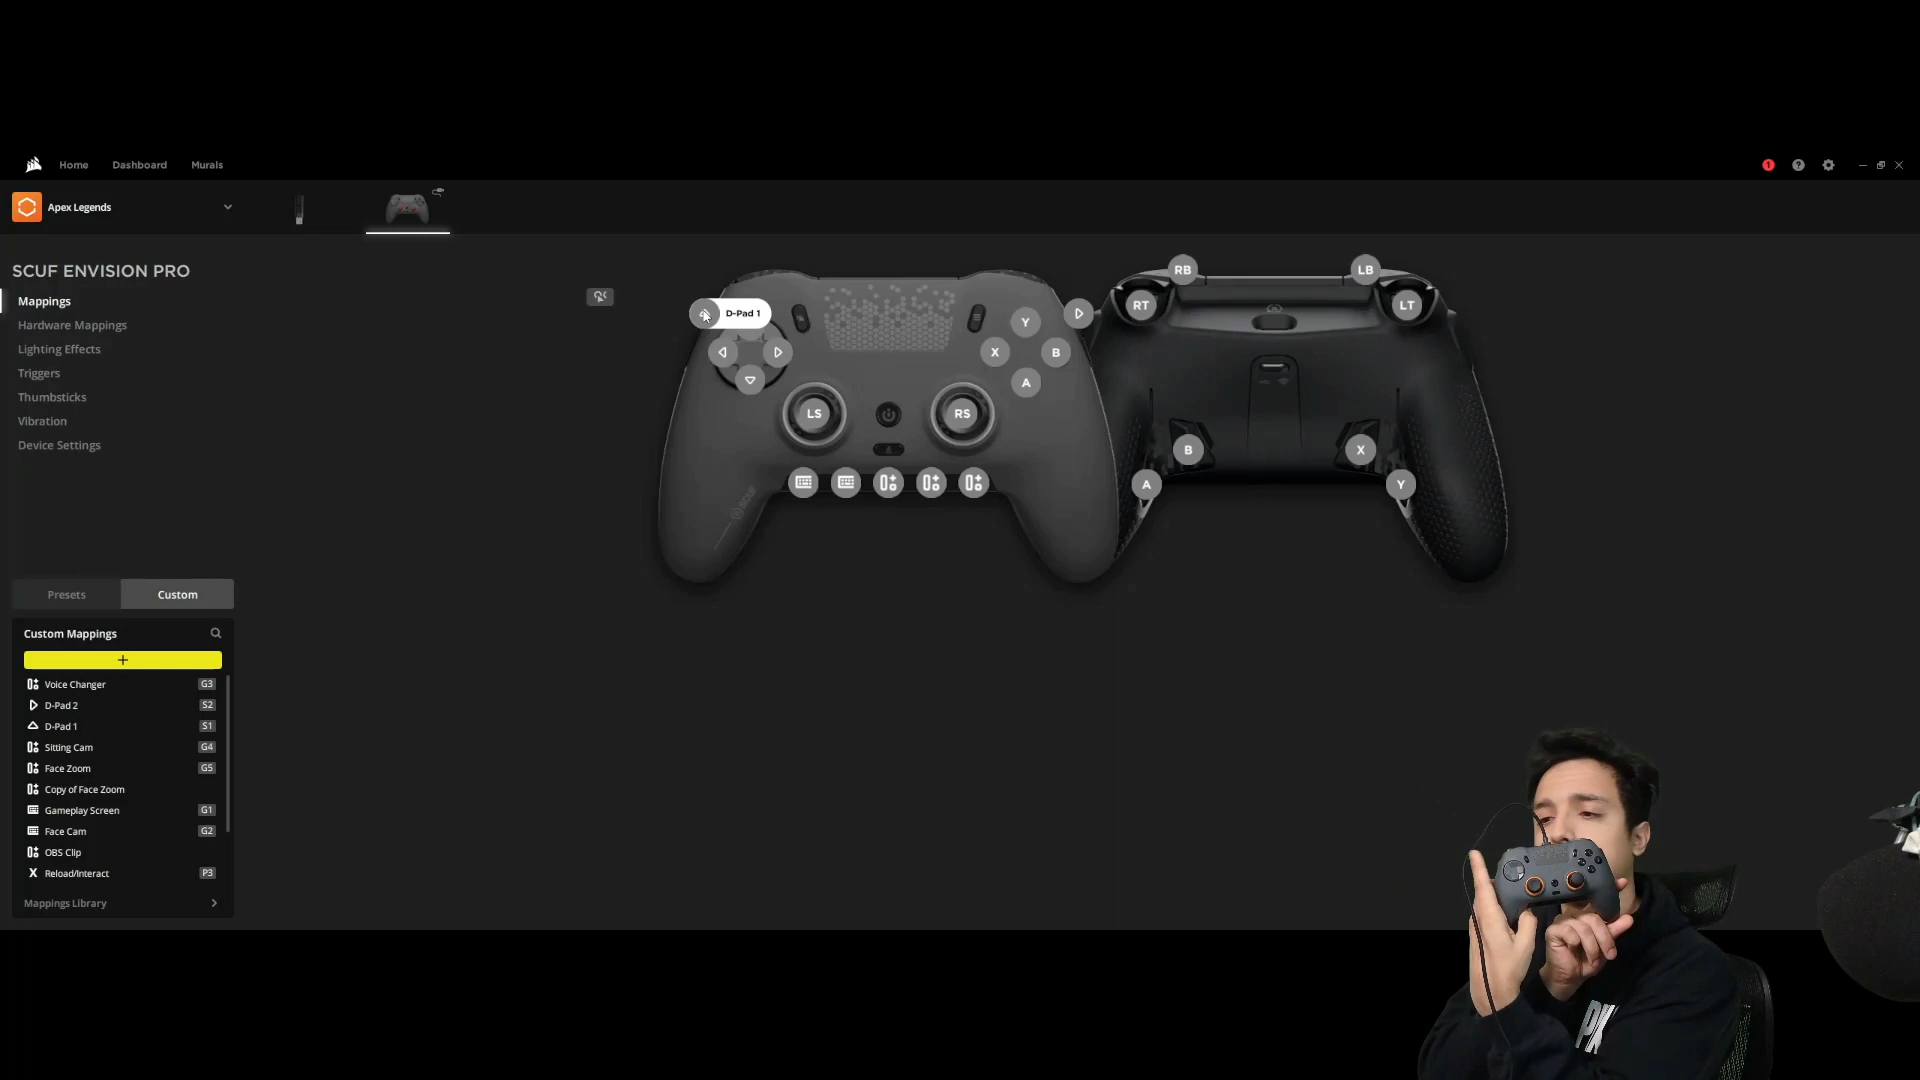 Home Dashboard Murals
1
?
Apex Legends
SCUF ENVISION PRO
Mappings
Hardware Mappings
Lighting Effects
Triggers
Thumbsticks
Vibration
Device Settings
D-Pad 1
Y
X B
A
LS RS
RB LB
RT LT
B X
A Y
SCUF
Presets Custom
Custom Mappings
+
Voice Changer G3
D-Pad 2 S2
D-Pad 1 S1
Sitting Cam G4
Face Zoom G5
Copy of Face Zoom
Gameplay Screen G1
Face Cam G2
OBS Clip
X Reload/Interact P3
Mappings Library
PK